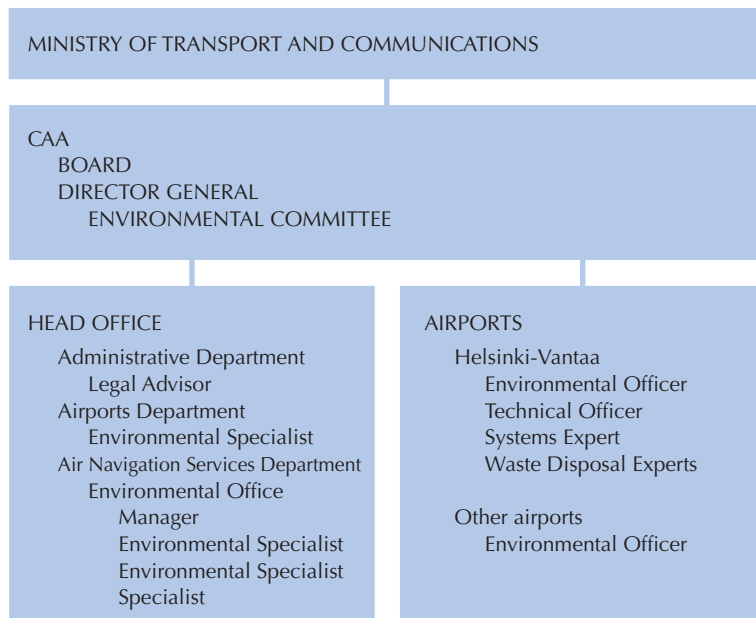 MINISTRY OF TRANSPORT AND COMMUNICATIONS
CAA
BOARD
DIRECTOR GENERAL
ENVIRONMENTAL COMMITTEE
HEAD OFFICE
Administrative Department
Legal Advisor
Airports Department
Environmental Specialist
Air Navigation Services Department
Environmental Office
Manager
Environmental Specialist
Environmental Specialist
Specialist
AIRPORTS
Helsinki-Vantaa
Environmental Officer
Technical Officer
Systems Expert
Waste Disposal Experts
Other airports
Environmental Officer